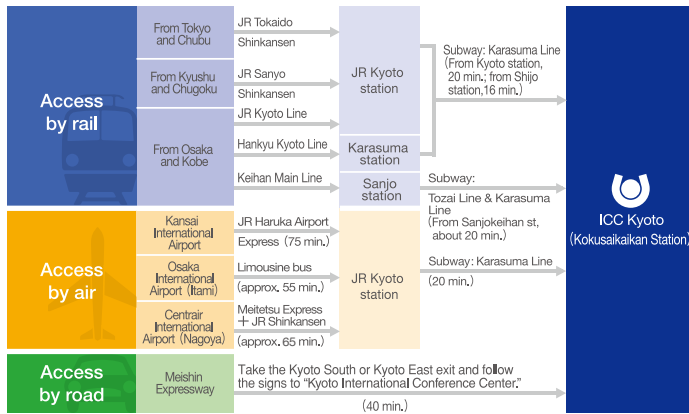 Access
by rail
From Tokyo
and Chubu
JR Tokaido
Shinkansen
From Kyushu
and Chugoku
JR Sanyo
Shinkansen
From Osaka
and Kobe
JR Kyoto Line
Hankyu Kyoto Line
Keihan Main Line
JR Kyoto
station
Karasuma
station
Sanjo
station
Subway: Karasuma Line
(From Kyoto station,
20 min.; from Shijo
station,16 min.)
Subway:
Tozai Line & Karasuma
Line
(From Sanjokeihan st,
about 20 min.)
Access
by air
Kansai
International
Airport
JR Haruka Airport
Express (75 min.)
Osaka
International
Airport (Itami)
Limousine bus
(approx. 55 min.)
Centrair
International
Airport (Nagoya)
Meitetsu Express
+ JR Shinkansen
(approx. 65 min.)
JR Kyoto
station
Subway: Karasuma Line
(20 min.)
Access
by road
Meishin
Expressway
Take the Kyoto South or Kyoto East exit and follow
the signs to “Kyoto International Conference Center.”
(40 min.)
ICC Kyoto
(Kokusaikaikan Station)